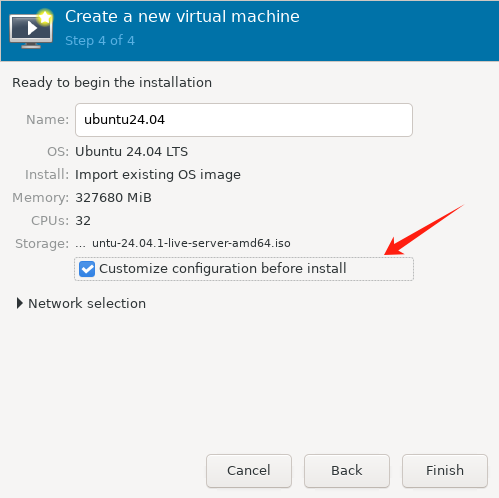 Create a new virtual machine
Step 4 of 4
Ready to begin the installation
Name: ubuntu24.04
OS: Ubuntu 24.04 LTS
Install: Import existing OS image
Memory: 327680 MiB
CPUs: 32
Storage: ... untu-24.04.1-live-server-amd64.iso
Customize configuration before install
Network selection
Cancel Back Finish